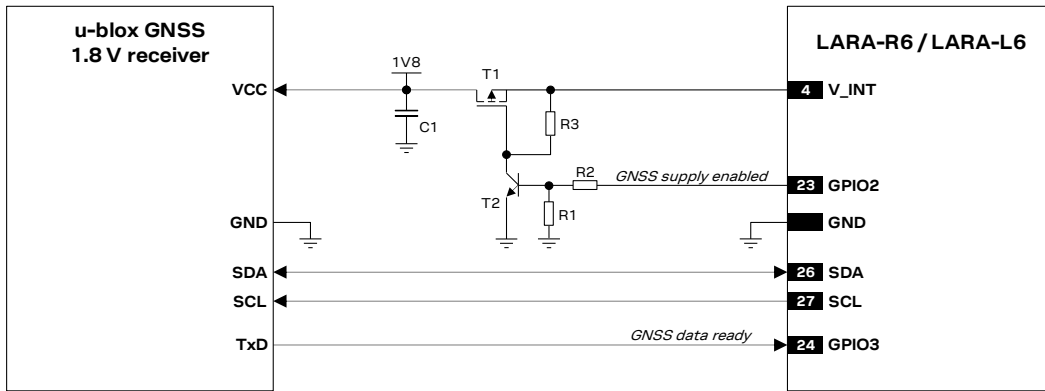 u-blox GNSS
1.8 V receiver
LARA-R6 / LARA-L6
1V8
T1
VCC
4 V_INT
C1
R3
R2
GNSS supply enabled
23 GPIO2
T2
R1
GND
GND
SDA
26 SDA
SCL
27 SCL
GNSS data ready
TxD
24 GPIO3